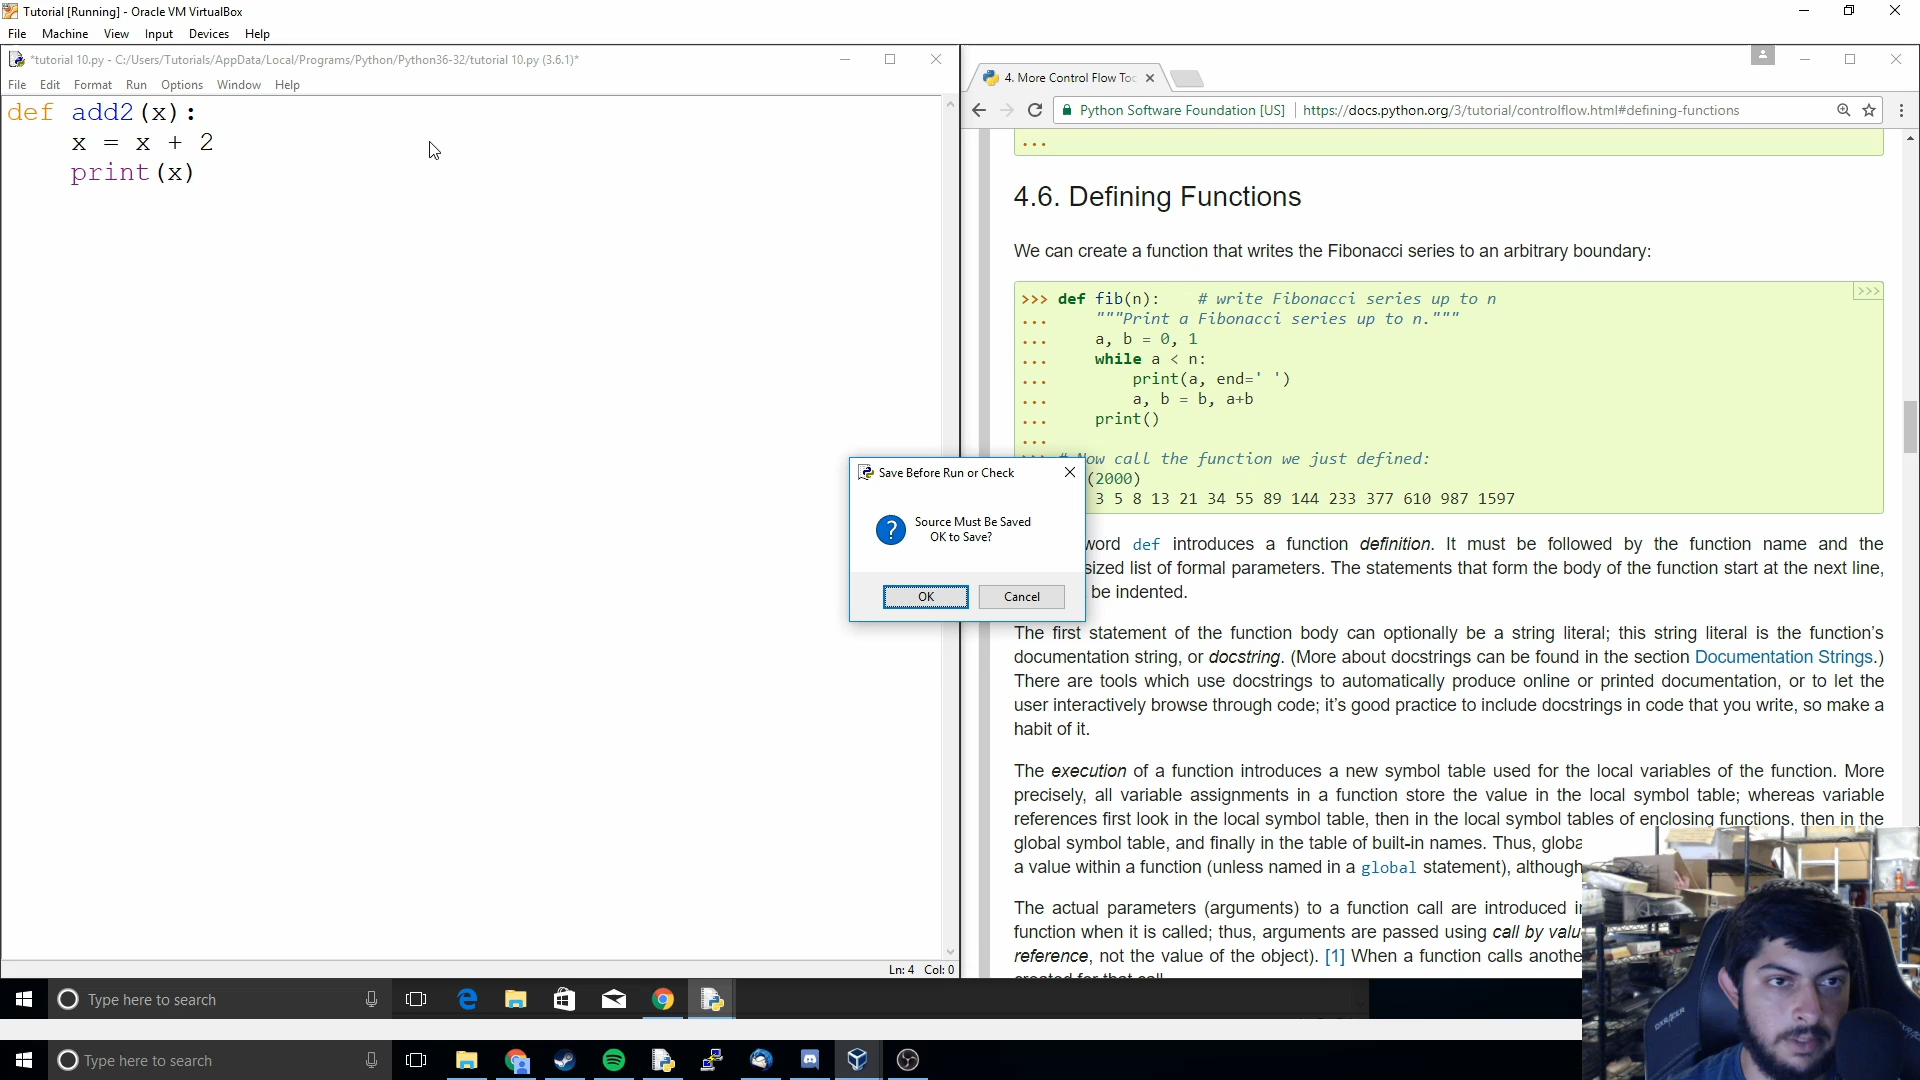 Tutorial [Running] - Oracle VM VirtualBox
File Machine View Input Devices Help
*tutorial 10.py - C:/Users/Tutorials/AppData/Local/Programs/Python/Python36-32/tutorial 10.py (3.6.1)*
File Edit Format Run Options Window Help
def add2(x):
x = x + 2
print(x)
Ln: 4 Col: 0
4. More Control Flow Too
Python Software Foundation [US] https://docs.python.org/3/tutorial/controlflow.html#defining-functions
...
4.6. Defining Functions
We can create a function that writes the Fibonacci series to an arbitrary boundary:
>>>
>>> def fib(n): # write Fibonacci series up to n
... """Print a Fibonacci series up to n."""
... a, b = 0, 1
... while a < n:
... print(a, end=' ')
... a, b = b, a+b
... print()
...
Now call the function we just defined:
(2000)
3 5 8 13 21 34 55 89 144 233 377 610 987 1597
word def introduces a function definition. It must be followed by the function name and the
sized list of formal parameters. The statements that form the body of the function start at the next line,
be indented.
The first statement of the function body can optionally be a string literal; this string literal is the function's
documentation string, or docstring. (More about docstrings can be found in the section Documentation Strings.)
There are tools which use docstrings to automatically produce online or printed documentation, or to let the
user interactively browse through code; it's good practice to include docstrings in code that you write, so make a
habit of it.
The execution of a function introduces a new symbol table used for the local variables of the function. More
precisely, all variable assignments in a function store the value in the local symbol table; whereas variable
references first look in the local symbol table, then in the local symbol tables of enclosing functions, then in the
global symbol table, and finally in the table of built-in names. Thus, globa
a value within a function (unless named in a global statement), although
The actual parameters (arguments) to a function call are introduced i
function when it is called; thus, arguments are passed using call by valu
reference, not the value of the object). [1] When a function calls anothe
created for that call.
Save Before Run or Check
Source Must Be Saved
OK to Save?
OK Cancel
Type here to search
Type here to search
DXRACER